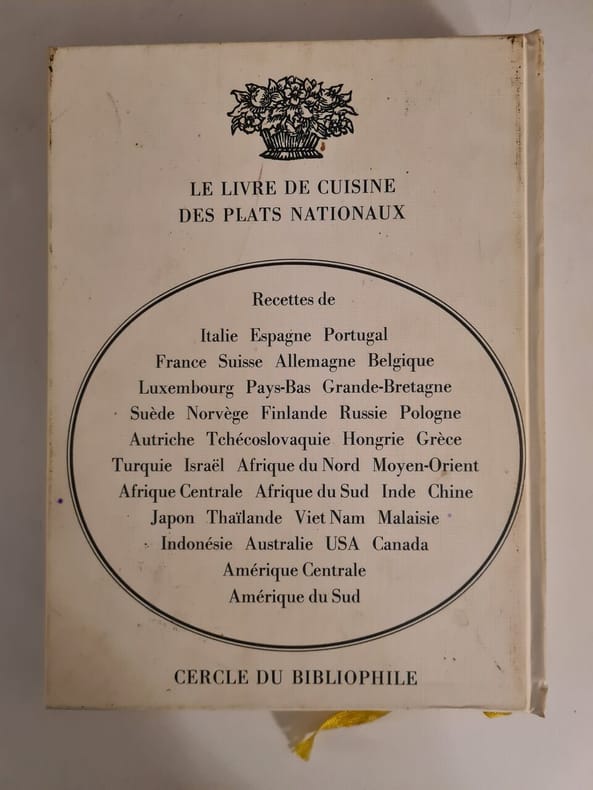 LE LIVRE DE CUISINE
DES PLATS NATIONAUX
Recettes de
Italie Espagne Portugal
France Suisse Allemagne Belgique
Luxembourg Pays-Bas Grande-Bretagne
Suède Norvège Finlande Russie Pologne
Autriche Tchécoslovaquie Hongrie Grèce
Turquie Israël Afrique du Nord Moyen-Orient
Afrique Centrale Afrique du Sud Inde Chine
Japon Thaïlande Viet Nam Malaisie
Indonésie Australie USA Canada
Amérique Centrale
Amérique du Sud
CERCLE DU BIBLIOPHILE